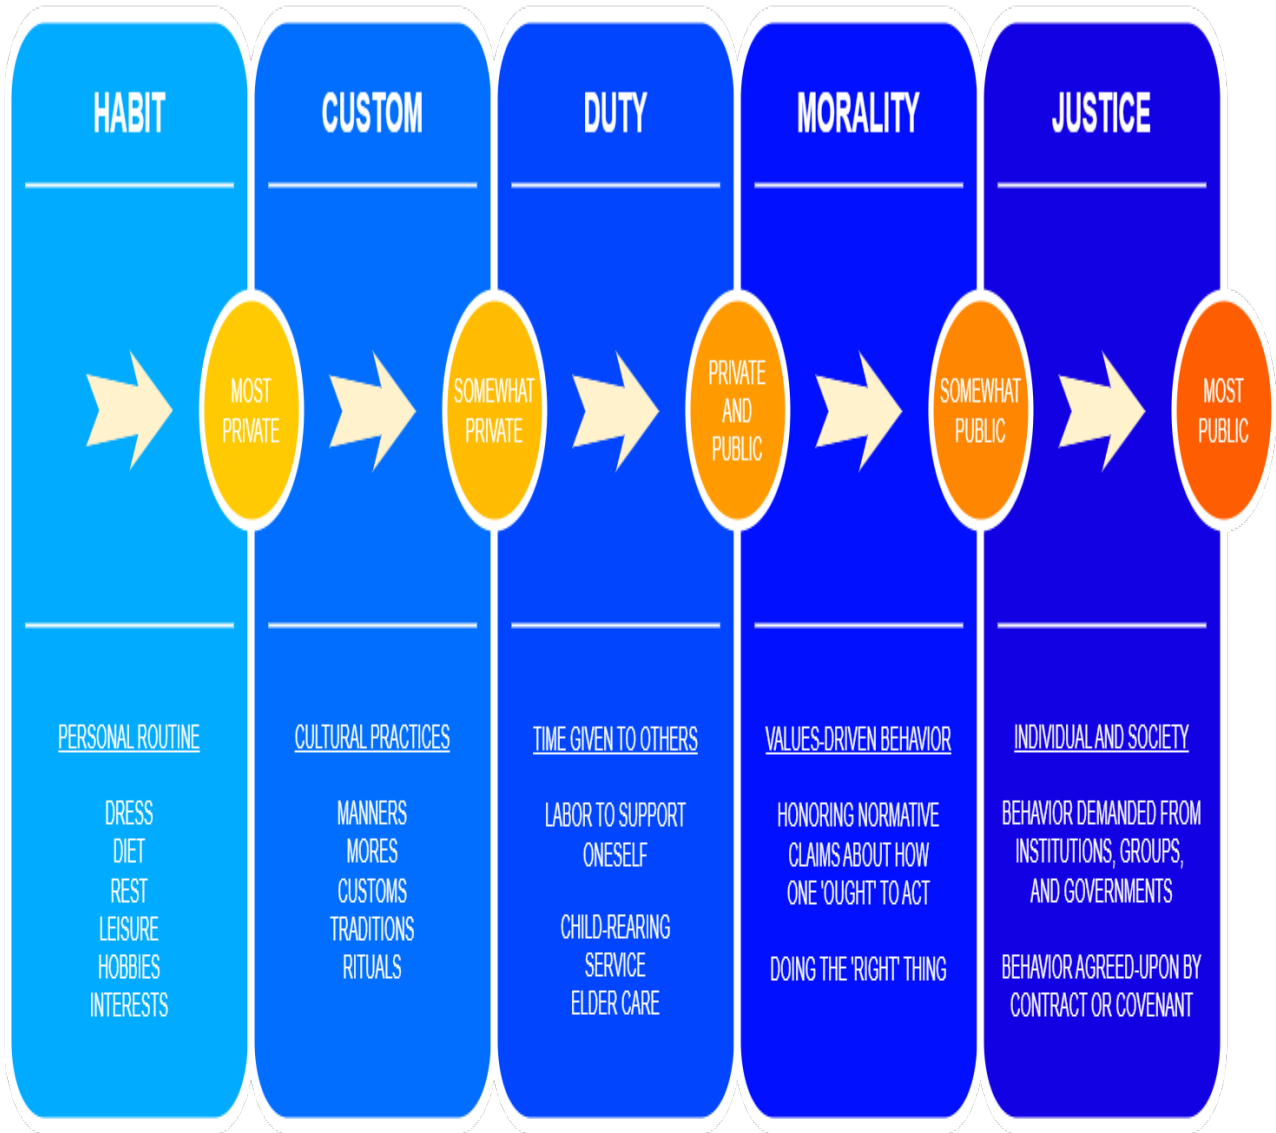 HABIT
MOST
PRIVATE
PERSONAL ROUTINE
DRESS
DIET
REST
LEISURE
HOBBIES
INTERESTS
CUSTOM
SOMEWHAT
PRIVATE
CULTURAL PRACTICES
MANNERS
MORES
CUSTOMS
TRADITIONS
RITUALS
DUTY
PRIVATE
AND
PUBLIC
TIME GIVEN TO OTHERS
LABOR TO SUPPORT
ONESELF
CHILD-REARING
SERVICE
ELDER CARE
MORALITY
SOMEWHAT
PUBLIC
VALUES-DRIVEN BEHAVIOR
HONORING NORMATIVE
CLAIMS ABOUT HOW
ONE 'OUGHT' TO ACT
DOING THE 'RIGHT' THING
JUSTICE
MOST
PUBLIC
INDIVIDUAL AND SOCIETY
BEHAVIOR DEMANDED FROM
INSTITUTIONS, GROUPS,
AND GOVERNMENTS
BEHAVIOR AGREED-UPON BY
CONTRACT OR COVENANT